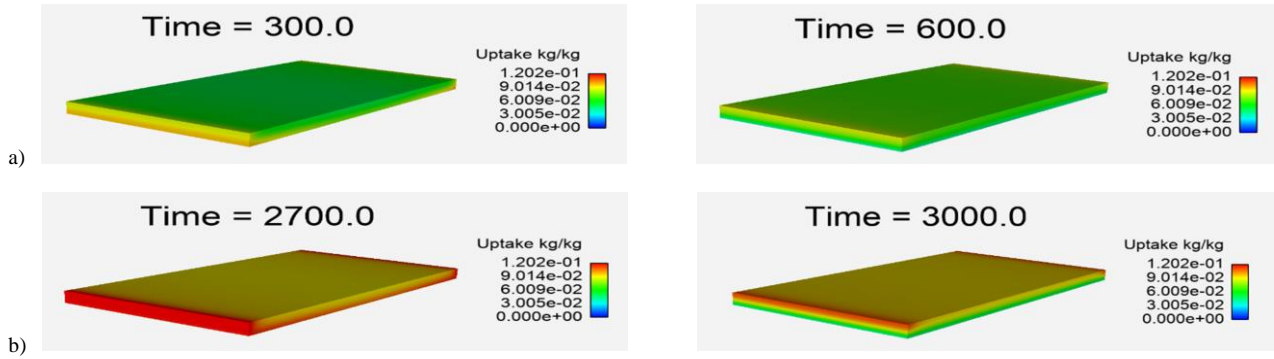 Time = 300.0
Uptake kg/kg
1.202e-01
9.014e-02
6.009e-02
3.005e-02
0.000e+00
Time = 600.0
Uptake kg/kg
1.202e-01
9.014e-02
6.009e-02
3.005e-02
0.000e+00
a)
Time = 2700.0
Uptake kg/kg
1.202e-01
9.014e-02
6.009e-02
3.005e-02
0.000e+00
Time = 3000.0
Uptake kg/kg
1.202e-01
9.014e-02
6.009e-02
3.005e-02
0.000e+00
b)